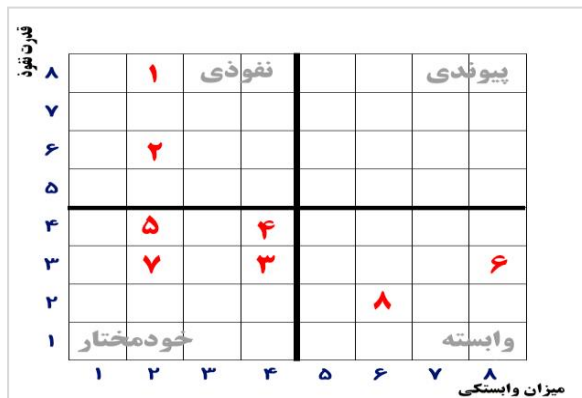 قدرت نفوذ
نفوذی پیوندی
۸ ۱
۷
۶ ۲
۵
۴ ۵ ۴
۳ ۷ ۳ ۶
۲ ۸
۱ خودمختار وابسته
۱ ۲ ۳ ۴ ۵ ۶ ۷ ۸
میزان وابستگی